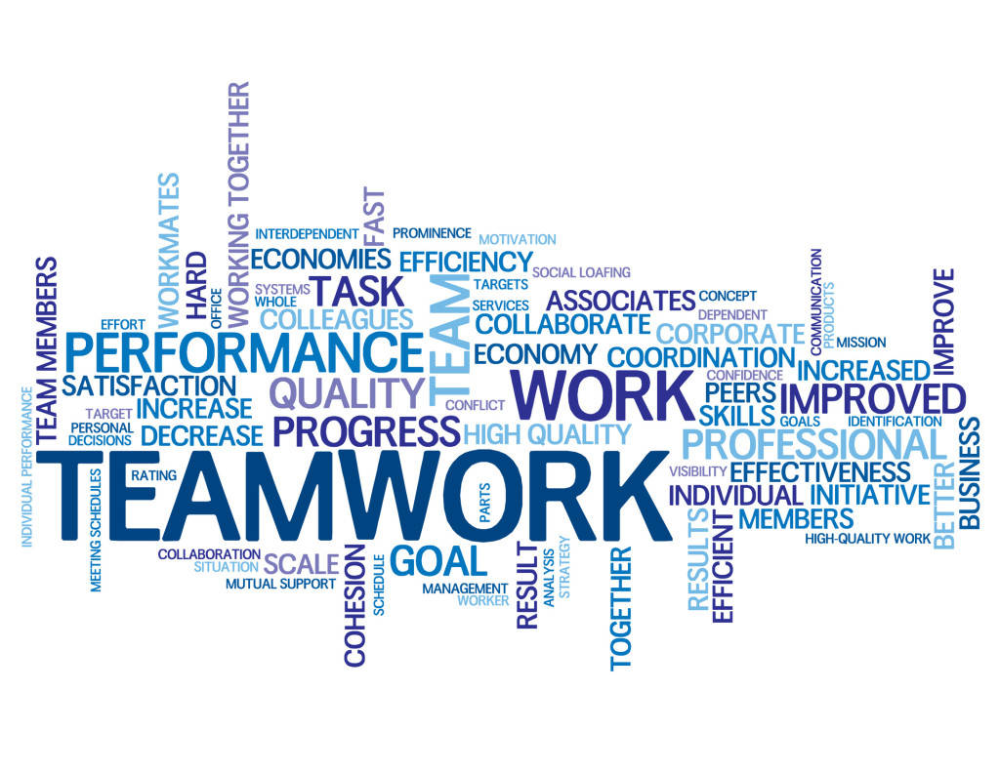 WORKING TOGETHER
WORKMATES
FAST
INTERDEPENDENT
PROMINENCE
MOTIVATION
HARD
OFFICE
ECONOMIES
EFFICIENCY
SOCIAL LOAFING
TEAM MEMBERS
SYSTEMS
WHOLE
TASK
TEAM
TARGETS
SERVICES
ASSOCIATES
CONCEPT
COMMUNICATION
PRODUCTS
IMPROVE
EFFORT
COLLEAGUES
COLLABORATE
DEPENDENT
CORPORATE
MISSION
PERFORMANCE
ECONOMY
COORDINATION
INCREASED
SATISFACTION
QUALITY
WORK
CONFIDENCE
PEERS
IMPROVED
INDIVIDUAL PERFORMANCE
TARGET
INCREASE
CONFLICT
SKILLS
GOALS
IDENTIFICATION
PERSONAL
DECISIONS
DECREASE
PROGRESS
HIGH QUALITY
PROFESSIONAL
BUSINESS
TEAMWORK
RATING
PARTS
VISIBILITY
EFFECTIVENESS
MEETING SCHEDULES
INDIVIDUAL
INITIATIVE
BETTER
RESULTS
EFFICIENT
MEMBERS
HIGH-QUALITY WORK
COLLABORATION
SITUATION
SCALE
MUTUAL SUPPORT
COHESION
SCHEDULE
GOAL
MANAGEMENT
WORKER
RESULT
ANALYSIS
STRATEGY
TOGETHER